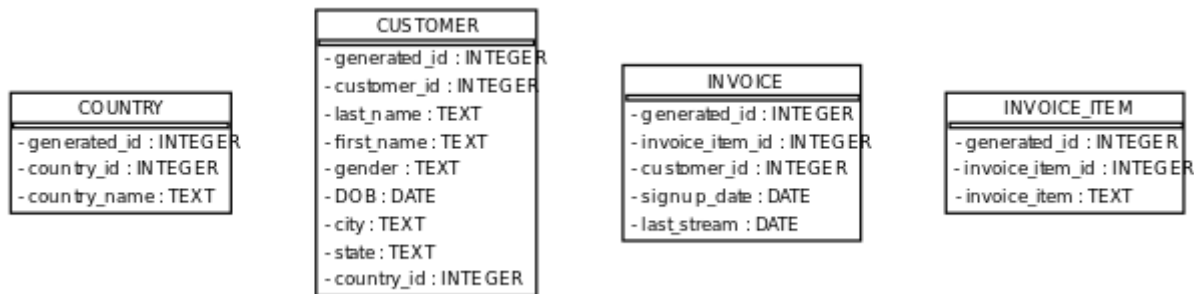 COUNTRY
- generated_id : INTEGER
- country_id : INTEGER
- country_name : TEXT
CUSTOMER
- generated_id : INTEGER
- customer_id : INTEGER
- last_name : TEXT
- first_name : TEXT
- gender : TEXT
- DOB : DATE
- city : TEXT
- state : TEXT
- country_id : INTEGER
INVOICE
- generated_id : INTEGER
- invoice_item_id : INTEGER
- customer_id : INTEGER
- signup_date : DATE
- last_stream : DATE
INVOICE_ITEM
- generated_id : INTEGER
- invoice_item_id : INTEGER
- invoice_item : TEXT